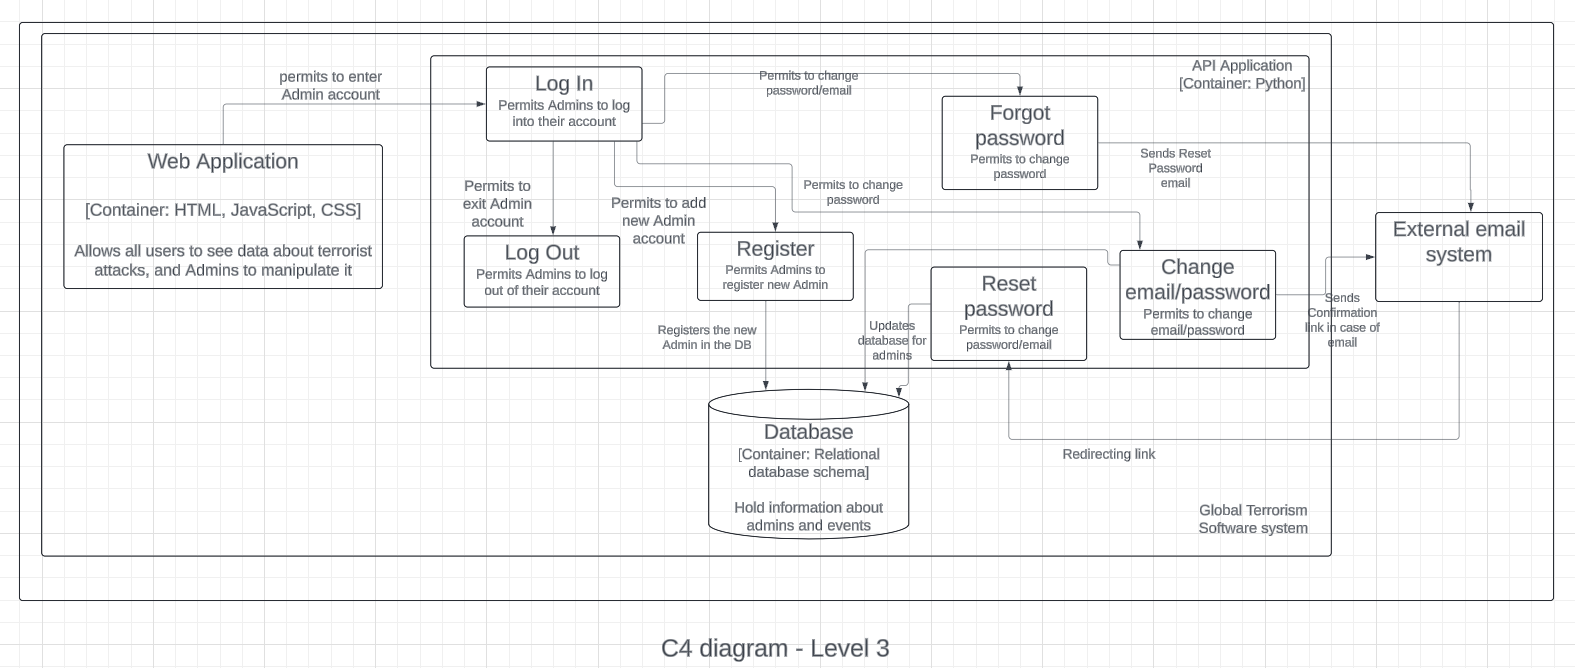 permits to enter
Admin account
Web Application
[Container: HTML, JavaScript, CSS]
Allows all users to see data about terrorist
attacks, and Admins to manipulate it
Log In
Permits Admins to log
into their account
Permits to change
password/email
API Application
[Container: Python]
Forgot
password
Permits to change
password
Sends Reset
Password
email
Permits to
exit Admin
account
Permits to add
new Admin
account
Permits to change
password
Log Out
Permits Admins to log
out of their account
Register
Permits Admins to
register new Admin
Reset
password
Permits to change
password/email
Change
email/password
Permits to change
email/password
External email
system
Sends
Confirmation
link in case of
email
Registers the new
Admin in the DB
Updates
database for
admins
Database
[Container: Relational
database schema]
Hold information about
admins and events
Redirecting link
Global Terrorism
Software system
C4 diagram - Level 3